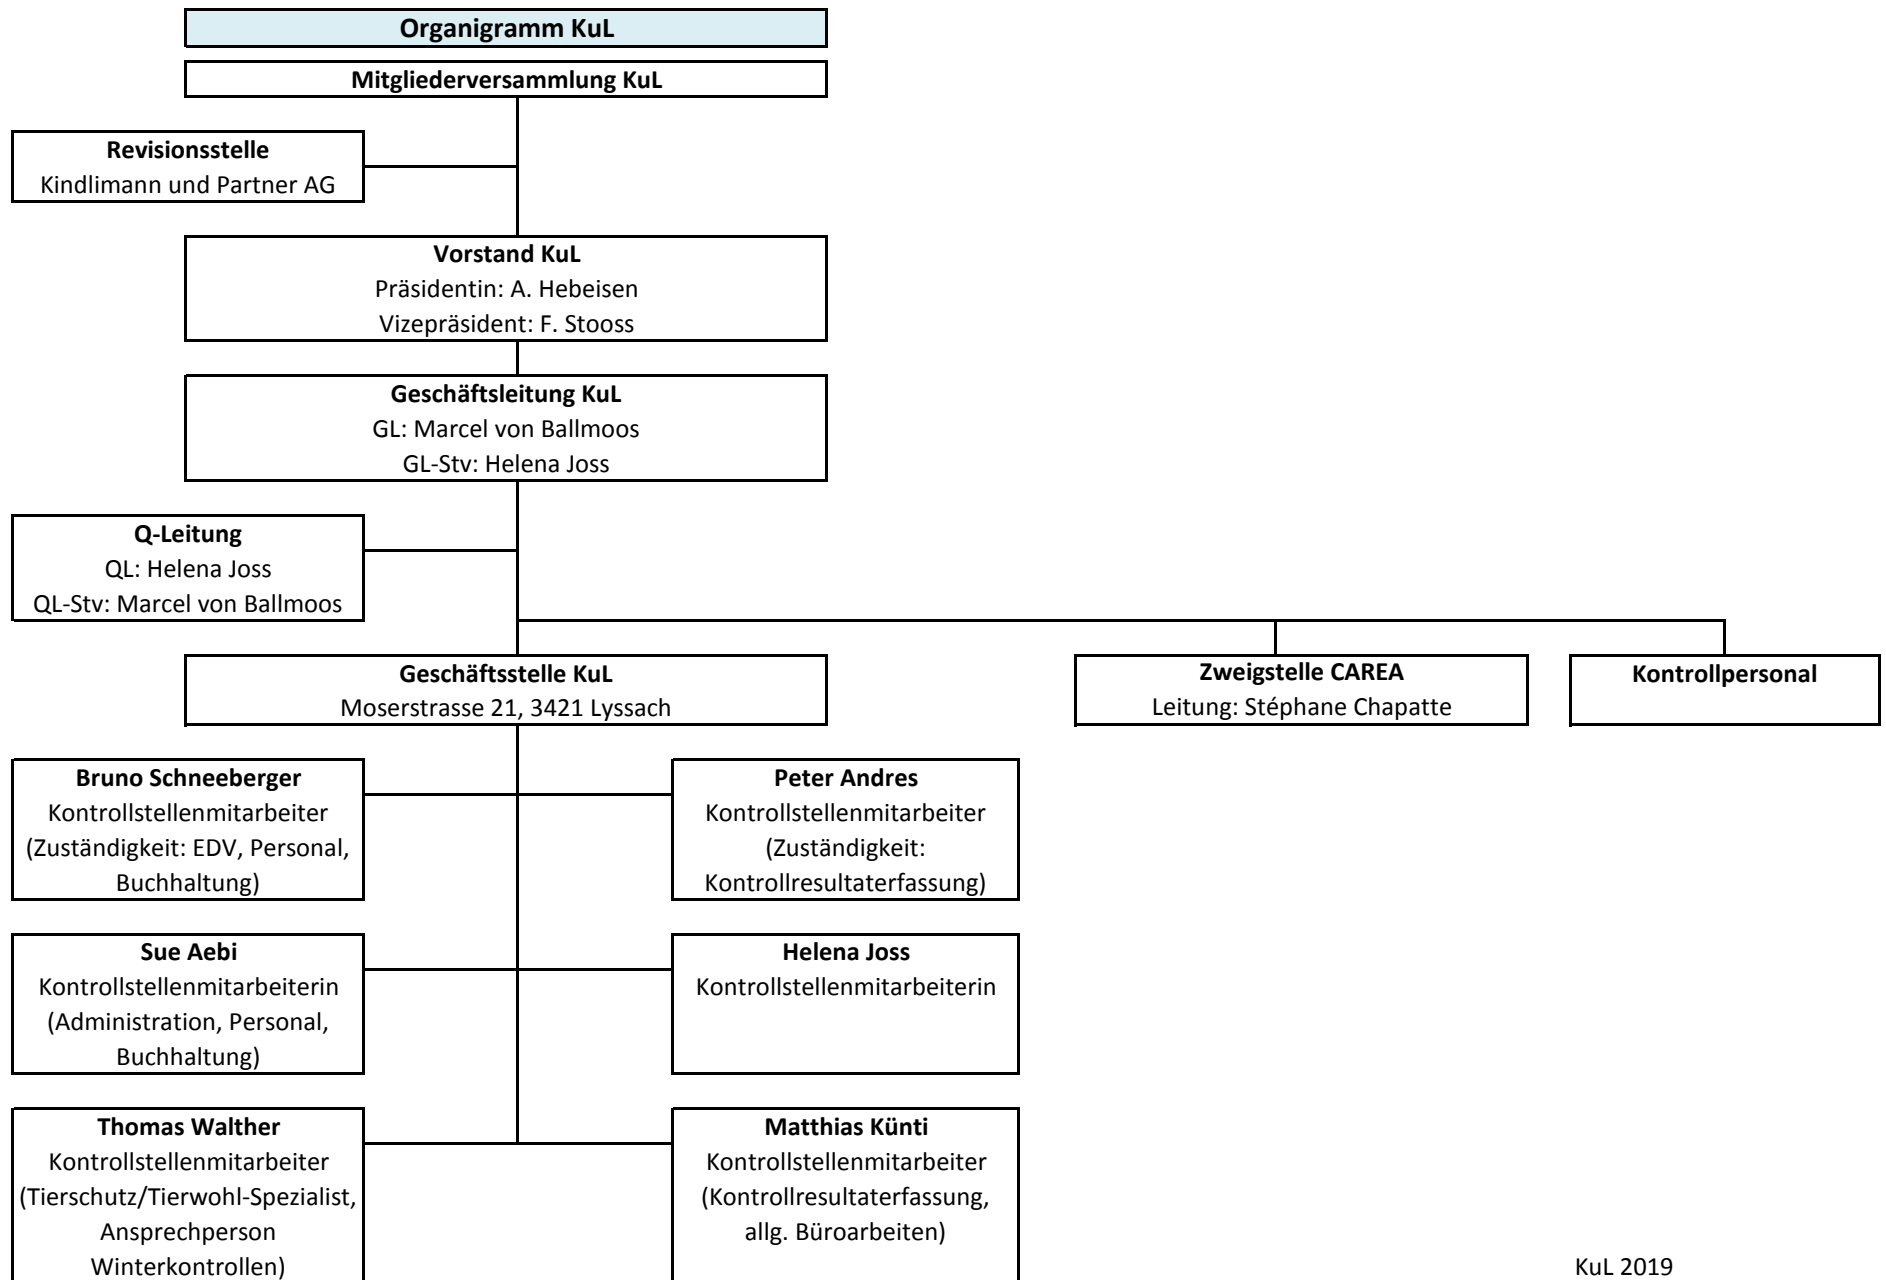 Organigramm KuL
Mitgliederversammlung KuL
Revisionsstelle
Kindlimann und Partner AG
Vorstand KuL
Präsidentin: A. Hebeisen
Vizepräsident: F. Stooss
Geschäftsleitung KuL
GL: Marcel von Ballmoos
GL-Stv: Helena Joss
Q-Leitung
QL: Helena Joss
QL-Stv: Marcel von Ballmoos
Geschäftsstelle KuL
Moserstrasse 21, 3421 Lyssach
Zweigstelle CAREA
Leitung: Stéphane Chapatte
Kontrollpersonal
Bruno Schneeberger
Kontrollstellenmitarbeiter
(Zuständigkeit: EDV, Personal,
Buchhaltung)
Peter Andres
Kontrollstellenmitarbeiter
(Zuständigkeit:
Kontrollresultaterfassung)
Sue Aebi
Kontrollstellenmitarbeiterin
(Administration, Personal,
Buchhaltung)
Helena Joss
Kontrollstellenmitarbeiterin
Thomas Walther
Kontrollstellenmitarbeiter
(Tierschutz/Tierwohl-Spezialist,
Ansprechperson
Winterkontrollen)
Matthias Künti
Kontrollstellenmitarbeiter
(Kontrollresultaterfassung,
allg. Büroarbeiten)
KuL 2019